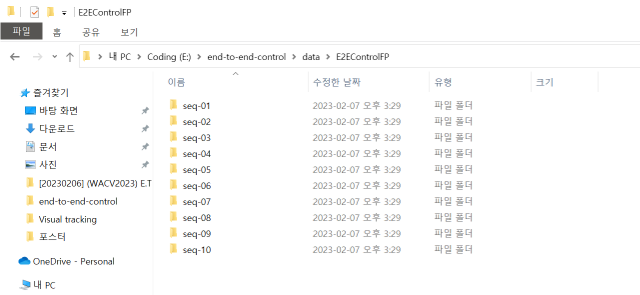 E2EControlFP
파일 홈 공유 보기
내 PC > Coding (E:) > end-to-end-control > data > E2EControlFP
이름 수정한 날짜 유형 크기
즐겨찾기
바탕 화면
다운로드
문서
사진
[20230206] (WACV2023) E.T
end-to-end-control
Visual tracking
포스터
OneDrive - Personal
내 PC
seq-01 2023-02-07 오후 3:29 파일 폴더
seq-02 2023-02-07 오후 3:29 파일 폴더
seq-03 2023-02-07 오후 3:29 파일 폴더
seq-04 2023-02-07 오후 3:29 파일 폴더
seq-05 2023-02-07 오후 3:29 파일 폴더
seq-06 2023-02-07 오후 3:29 파일 폴더
seq-07 2023-02-07 오후 3:29 파일 폴더
seq-08 2023-02-07 오후 3:29 파일 폴더
seq-09 2023-02-07 오후 3:29 파일 폴더
seq-10 2023-02-07 오후 3:29 파일 폴더